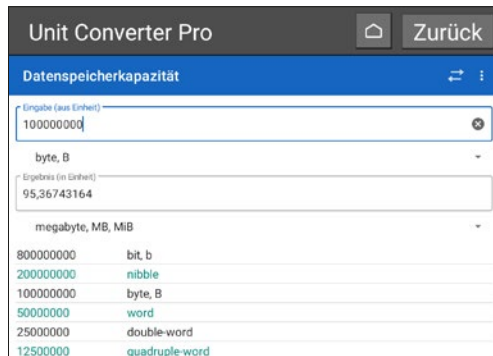 Unit Converter Pro
Zurück
Datenspeicherkapazität
Eingabe (aus Einheit)
100000000
byte, B
Ergebnis (in Einheit)
95,36743164
megabyte, MB, MiB
800000000 bit, b
200000000 nibble
100000000 byte, B
50000000 word
25000000 double-word
12500000 quadruple-word